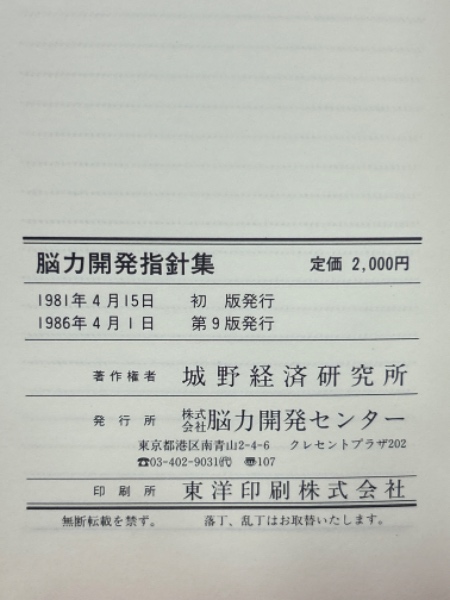 脳力開発指針集 定価 2,000円
1981年4月15日 初 版発行
1986年4月1日 第9版発行
著作権者 城野経済研究所
発行所 株式会社脳力開発センター
東京都港区南青山2-4-6 クレセントプラザ202
☎03-402-9031㈹ 〠107
印刷所 東洋印刷株式会社
無断転載を禁ず。 落丁、乱丁はお取替いたします。